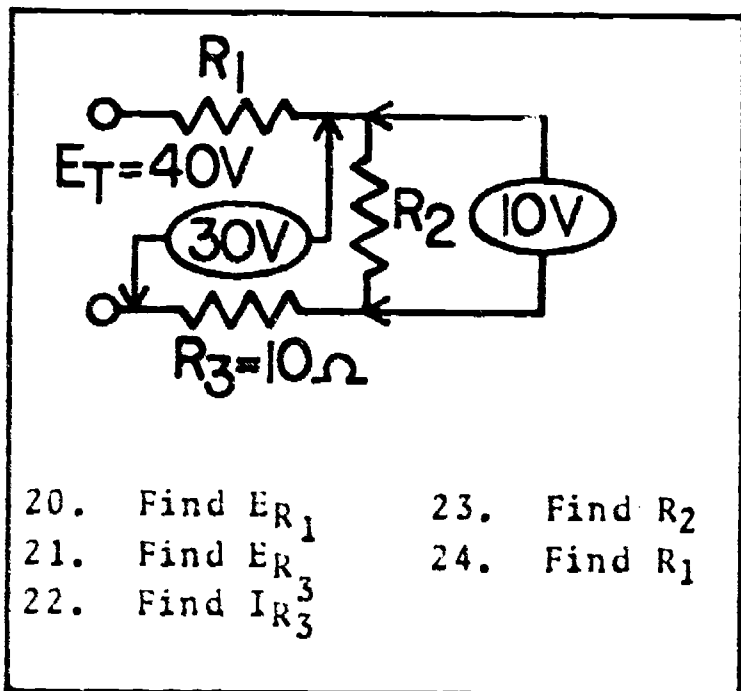 R1
ET=40V
30V
R2
10V
R3=10Ω
20. Find ER1
21. Find ER3
22. Find IR3
23. Find R2
24. Find R1